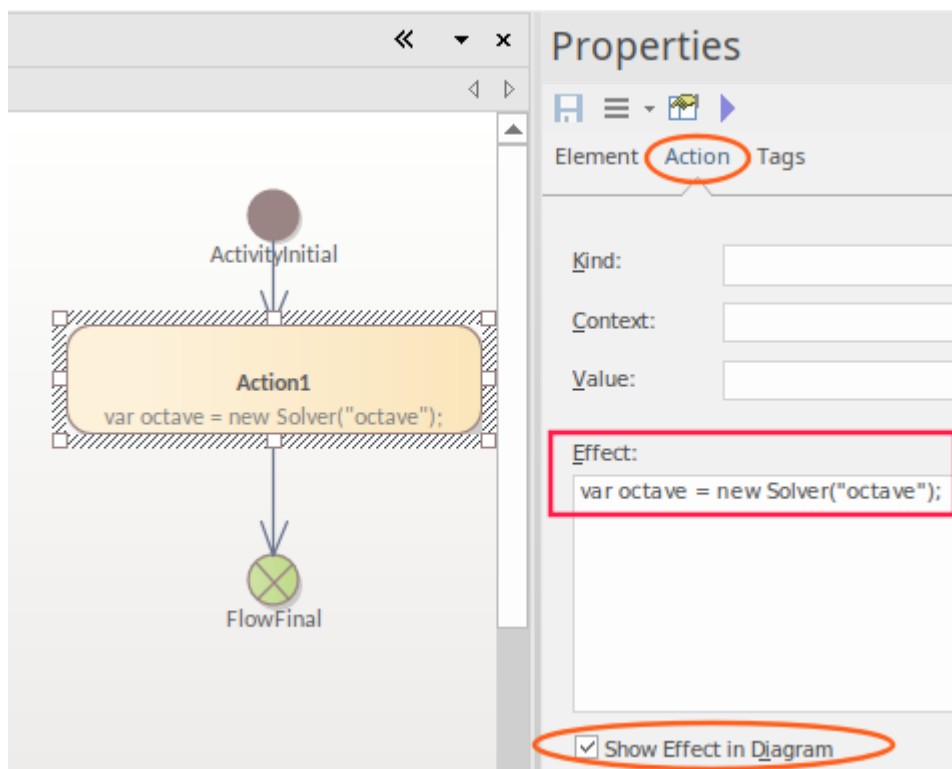 Properties
Element Action Tags
ActivityInitial
Action1
var octave = new Solver("octave");
FlowFinal
Kind:
Context:
Value:
Effect:
var octave = new Solver("octave");
Show Effect in Diagram